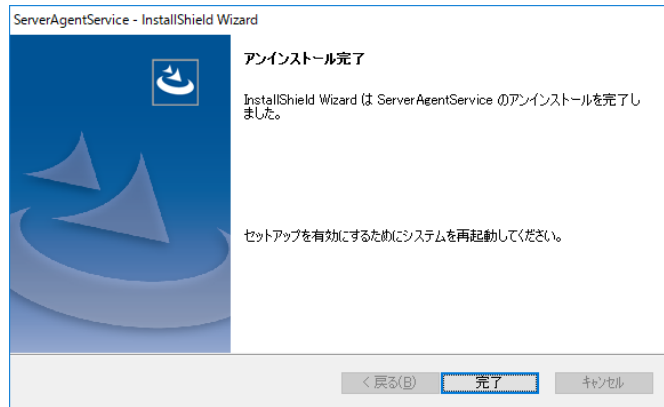 ServerAgentService - InstallShield Wizard
アンインストール完了
InstallShield Wizard は ServerAgentService のアンインストールを完了し
ました。
セットアップを有効にするためにシステムを再起動してください。
< 戻る(B)
完了
キャンセル